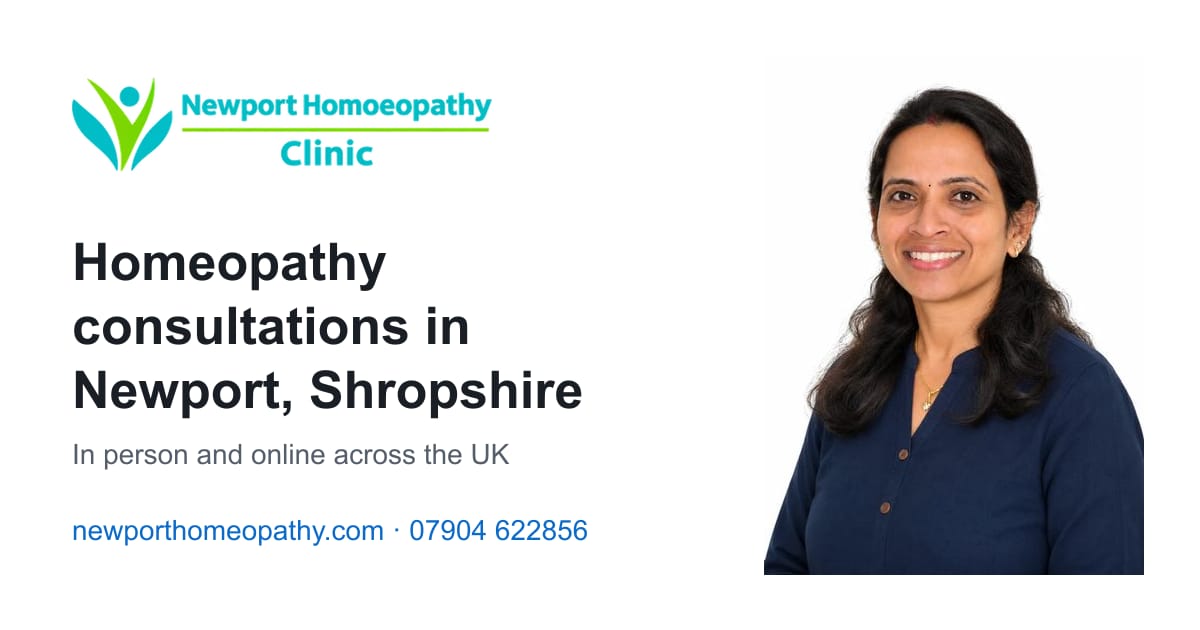 Newport Homoeopathy
Clinic
Homeopathy
consultations in
Newport, Shropshire
In person and online across the UK
newporthomeopathy.com · 07904 622856